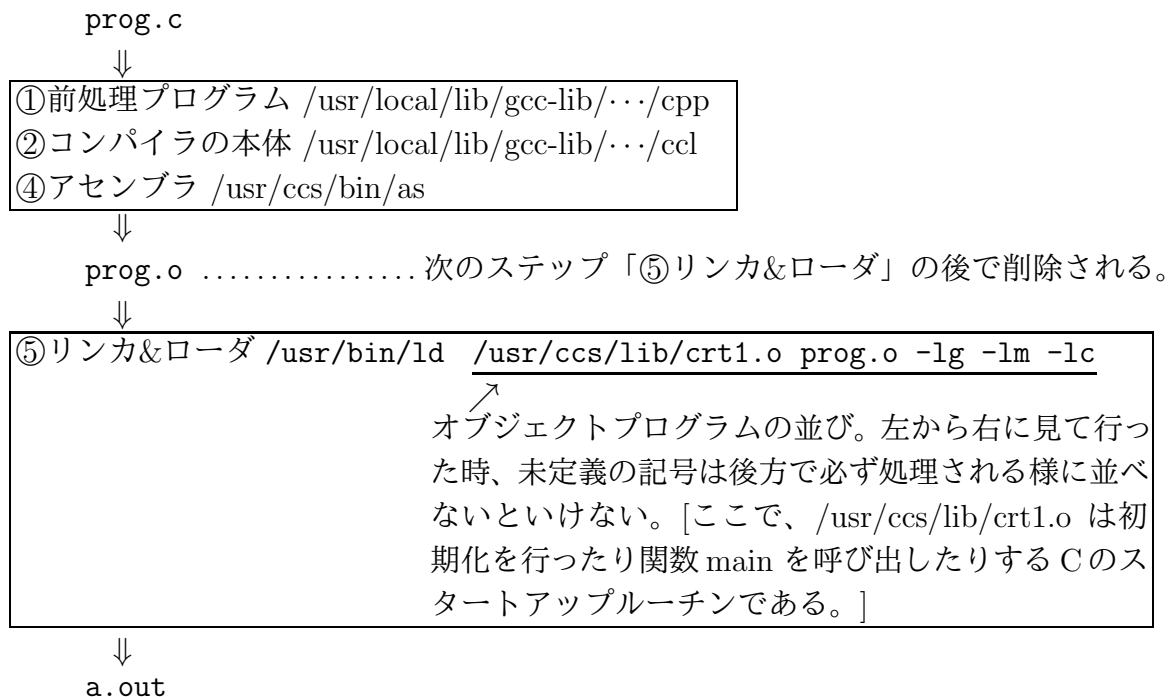 prog.c
⇓
①前処理プログラム /usr/local/lib/gcc-lib/···/cpp
②コンパイラの本体 /usr/local/lib/gcc-lib/···/ccl
④アセンブラ /usr/ccs/bin/as
⇓
prog.o ................ 次のステップ「⑤リンカ&ローダ」の後で削除される。
⇓
⑤リンカ&ローダ /usr/bin/ld /usr/ccs/lib/crt1.o prog.o -lg -lm -lc
↗
オブジェクトプログラムの並び。左から右に見て行っ
た時、未定義の記号は後方で必ず処理される様に並べ
ないといけない。[ここで、/usr/ccs/lib/crt1.o は初
期化を行ったり関数 main を呼び出したりする C のス
タートアップルーチンである。]
⇓
a.out